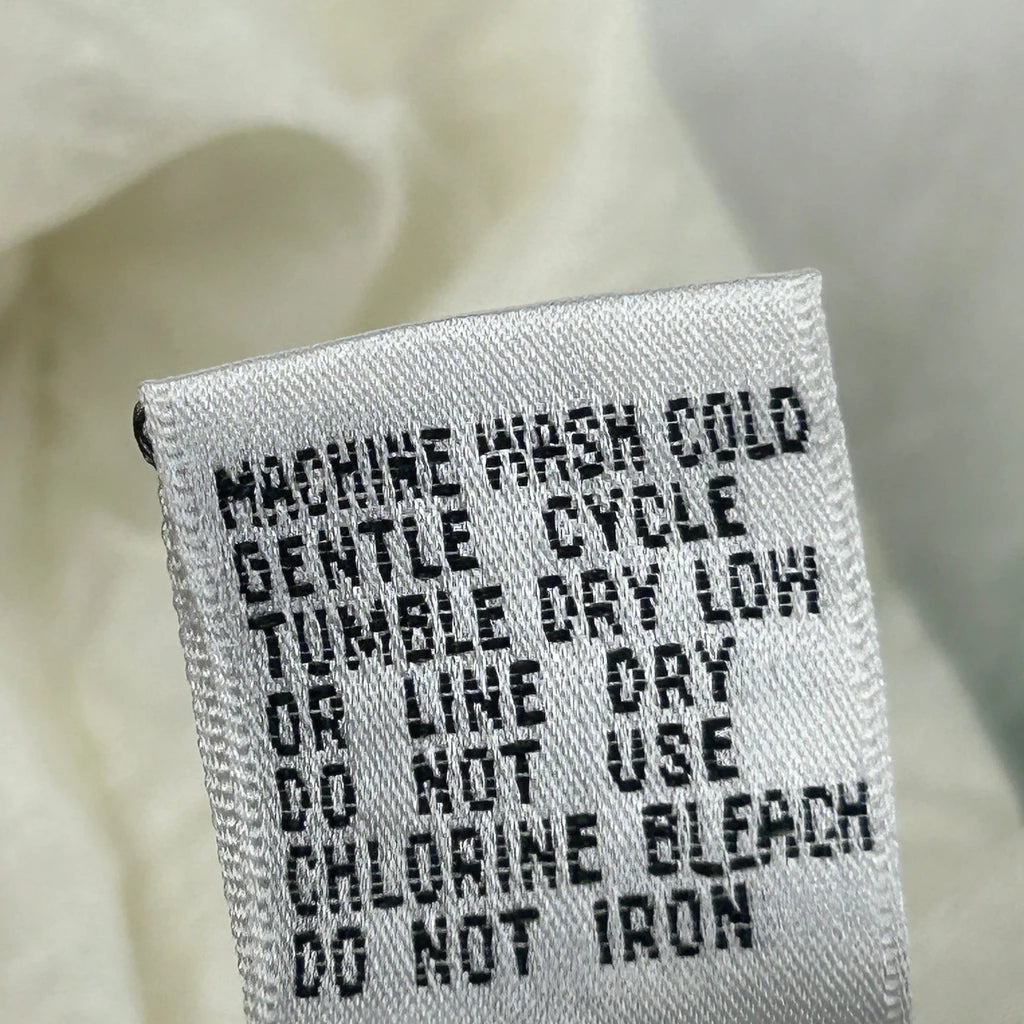 MACHINE WASH COLD
GENTLE CYCLE
TUMBLE DRY LOW
OR LINE DRY
DO NOT USE
CHLORINE BLEACH
DO NOT IRON